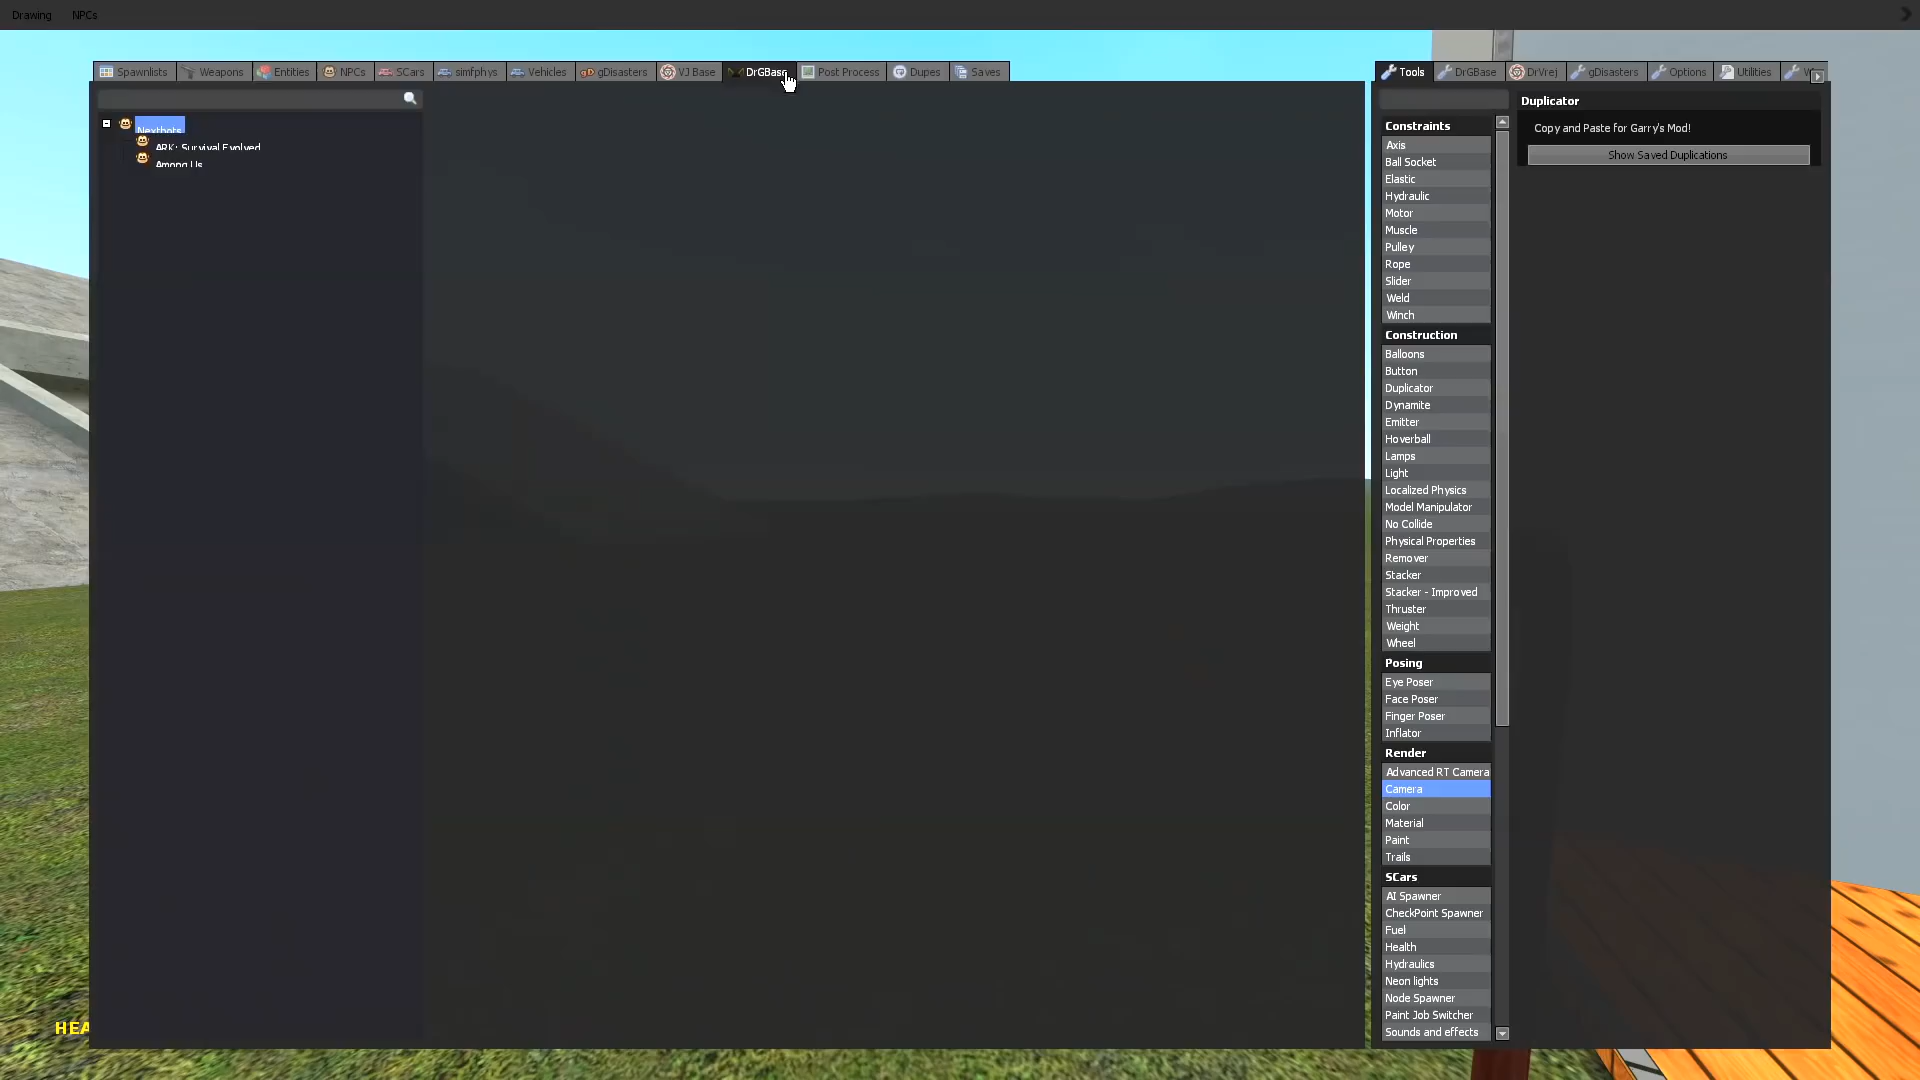 Drawing NPCs
Spawnlists Weapons Entities NPCs SCars simfphys Vehicles gDisasters VJ Base DrGBase Post Process Dupes Saves
Nextbots
ARK: Survival Evolved
Among Us
Tools DrGBase DrVrej gDisasters Options Utilities
Constraints
Axis
Ball Socket
Elastic
Hydraulic
Motor
Muscle
Pulley
Rope
Slider
Weld
Winch
Construction
Balloons
Button
Duplicator
Dynamite
Emitter
Hoverball
Lamps
Light
Localized Physics
Model Manipulator
No Collide
Physical Properties
Remover
Stacker
Stacker - Improved
Thruster
Weight
Wheel
Posing
Eye Poser
Face Poser
Finger Poser
Inflator
Render
Advanced RT Camera
Camera
Color
Material
Paint
Trails
SCars
AI Spawner
CheckPoint Spawner
Fuel
Health
Hydraulics
Neon lights
Node Spawner
Paint Job Switcher
Sounds and effects
Duplicator
Copy and Paste for Garry's Mod!
Show Saved Duplications
HEA